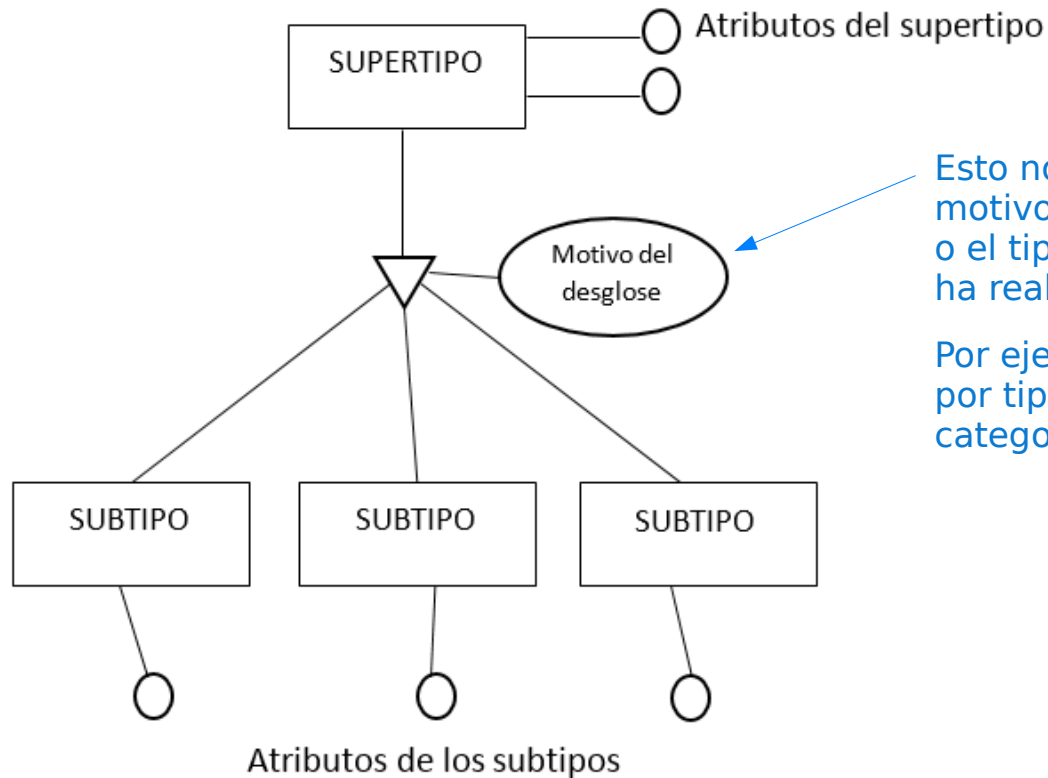 Atributos del supertipo
SUPERTIPO
Esto no
motivo
o el tip
ha real
Por eje
por tip
catego
Motivo del
desglose
SUBTIPO
SUBTIPO
SUBTIPO
Atributos de los subtipos